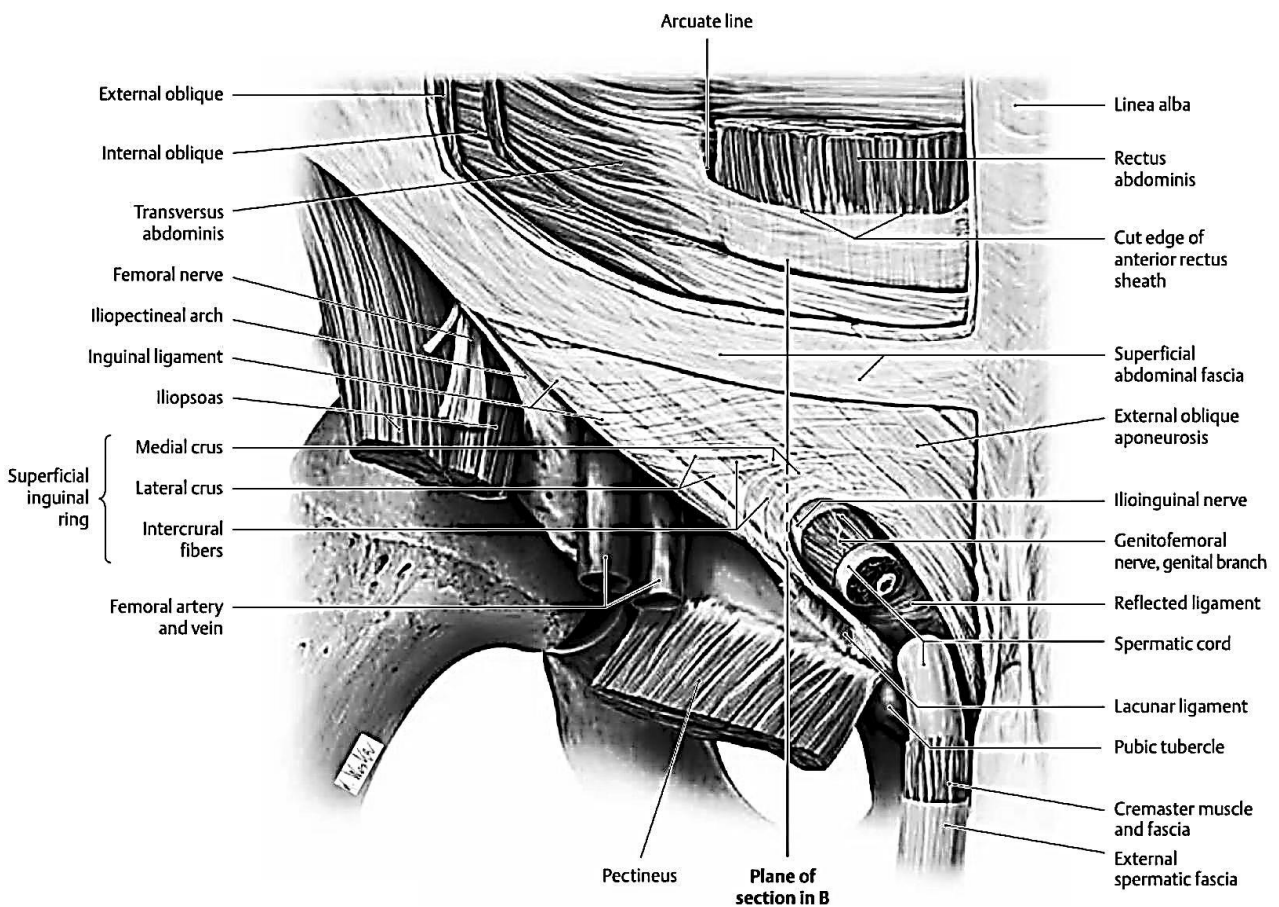 Arcuate line
External oblique
Internal oblique
Transversus
abdominis
Femoral nerve
Iliopectineal arch
Inguinal ligament
Iliopsoas
Superficial
inguinal
ring
Medial crus
Lateral crus
Intercrural
fibers
Femoral artery
and vein
Linea alba
Rectus
abdominis
Cut edge of
anterior rectus
sheath
Superficial
abdominal fascia
External oblique
aponeurosis
Ilioinguinal nerve
Genitofemoral
nerve, genital branch
Reflected ligament
Spermatic cord
Lacunar ligament
Pubic tubercle
Cremaster muscle
and fascia
External
spermatic fascia
Pectineus
Plane of
section in B